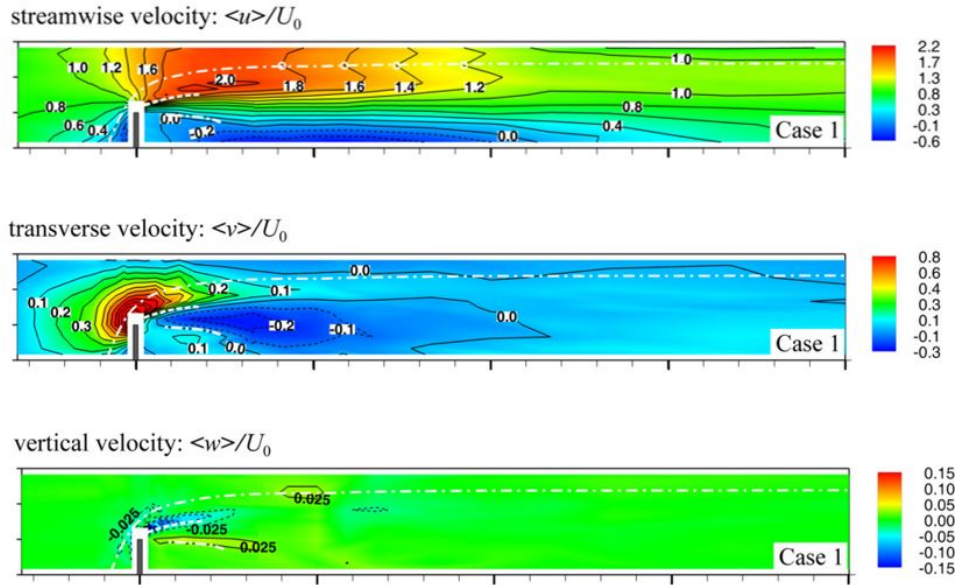 streamwise velocity: <u>/U0
1.0 1.2 1.6 2.0 1.8 1.6 1.4 1.2 1.0
1.0
0.8 0.8
0.6 0.4 0.0 -0.2 0.0 0.4
Case 1
2.2
1.7
1.3
0.8
0.3
-0.1
-0.6
transverse velocity: <v>/U0
0.0
0.1 0.2 0.1
0.2 0.3 -0.2 -0.1 0.0
0.1 0.0
Case 1
0.8
0.6
0.4
0.3
0.1
-0.1
-0.3
vertical velocity: <w>/U0
0.025
-0.025 -0.025
0.025
Case 1
0.15
0.10
0.05
0.00
-0.05
-0.10
-0.15